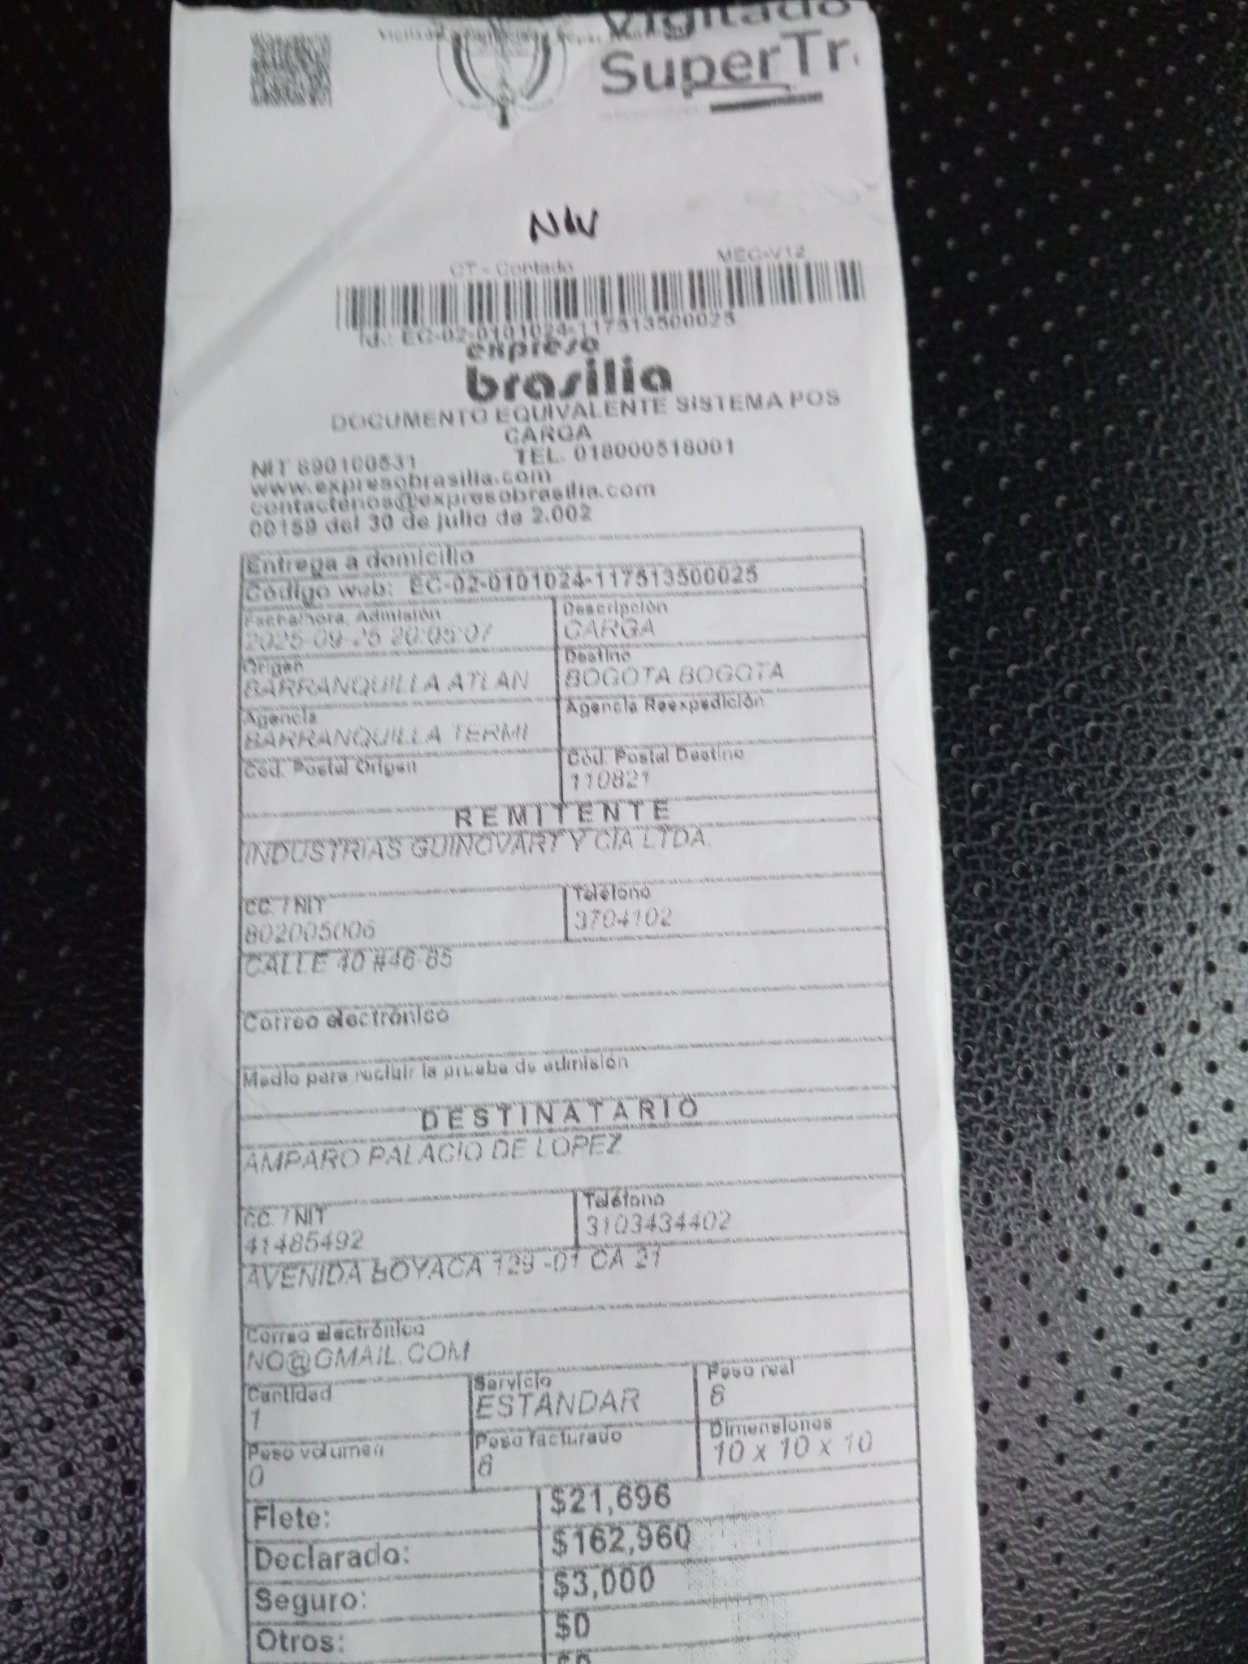 Vigilado
SuperTr
NW
CT - Contado MEC-V12
Id.: EC-02-0101024-117513500025
expreso
brasilia
DOCUMENTO EQUIVALENTE SISTEMA POS
CARGA
NIT 890100531 TEL. 018000518001
www.expresobrasilia.com
contactenos@expresobrasilia.com
00159 del 30 de julio de 2.002
Entrega a domicilio
Código web: EC-02-0101024-117513500025
Fecha/hora, Admisión Descripción
2025-09-25 20:05:07 CARGA
Origen Destino
BARRANQUILLA ATLAN BOGOTA BOGOTA
Agencia Agencia Reexpedición
BARRANQUILLA TERMI
Cód. Postal Origen Cód. Postal Destino
110821
REMITENTE
INDUSTRIAS GUINOVART Y CIA LTDA.
CC. / NIT Teléfono
802005006 3704102
CALLE 40 #46-85
Correo electrónico
Medio para recibir la prueba de admisión
DESTINATARIO
AMPARO PALACIO DE LOPEZ
CC. / NIT Teléfono
41485492 3103434402
AVENIDA BOYACA 129 -01 CA 21
Correo electrónico
NO@GMAIL.COM
Cantidad Servicio Peso real
1 ESTANDAR 6
Peso volumen Peso facturado Dimensiones
0 6 10 x 10 x 10
Flete: $21,696
Declarado: $162,960
Seguro: $3,000
Otros: $0